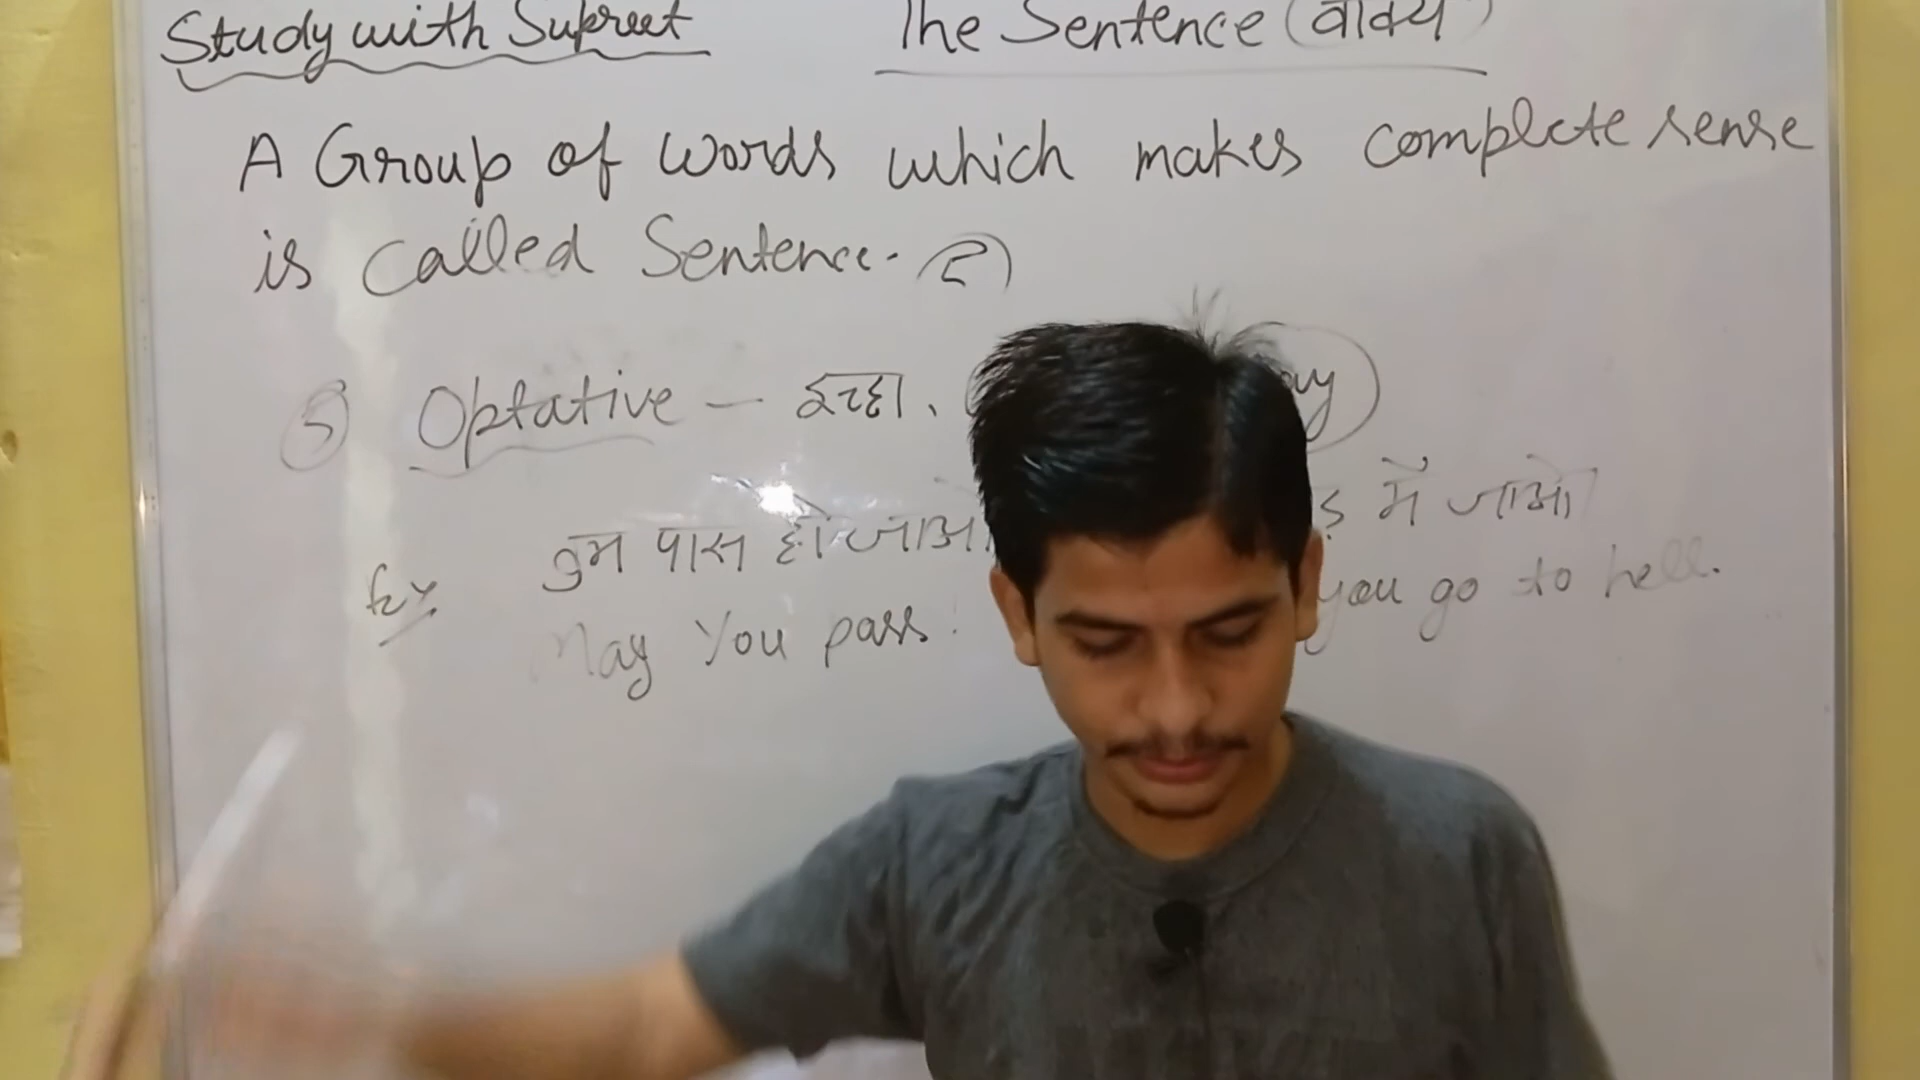 Study with Supreet
The Sentence (वाक्य)
A Group of words which makes complete sense
is called Sentence.
5 Optative – इच्छा.
तुम पास हो जाओ में जाओ
Ex May You pass! you go to hell.